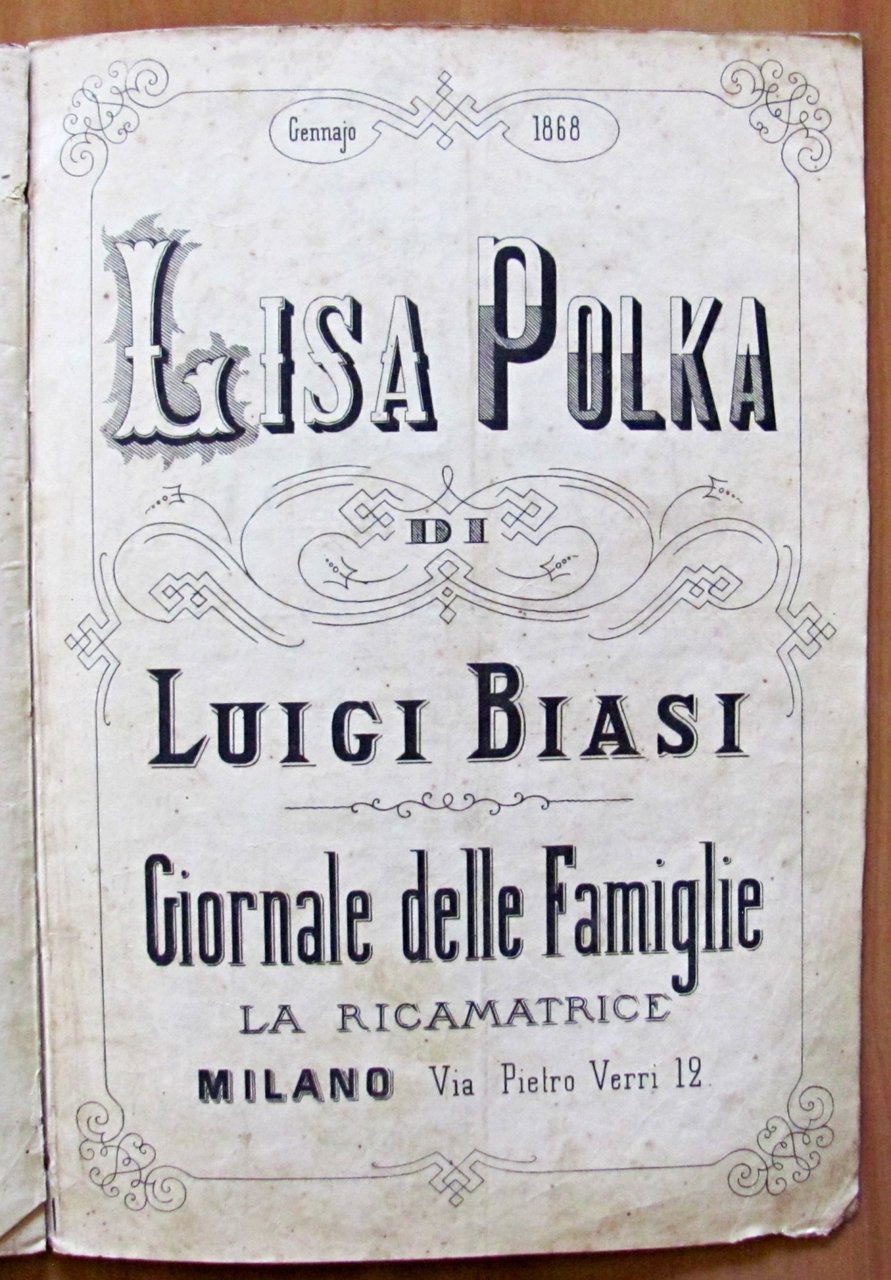 Gennajo 1868
LISA POLKA
DI
LUIGI BIASI
Giornale delle Famiglie
LA RICAMATRICE
MILANO Via Pietro Verri 12.